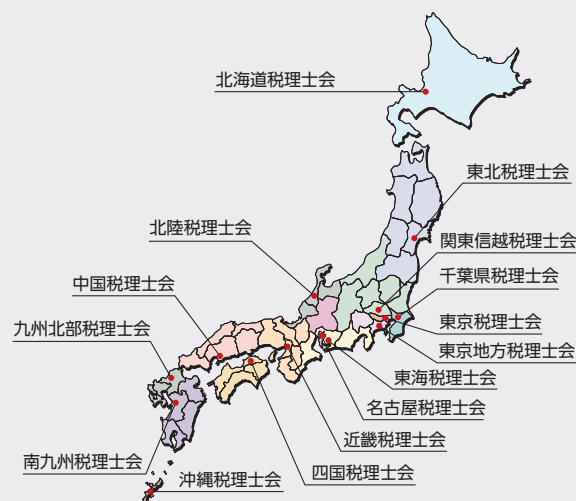 北海道税理士会
東北税理士会
北陸税理士会
関東信越税理士会
千葉県税理士会
中国税理士会
東京税理士会
九州北部税理士会
東京地方税理士会
東海税理士会
名古屋税理士会
近畿税理士会
南九州税理士会
四国税理士会
沖縄税理士会